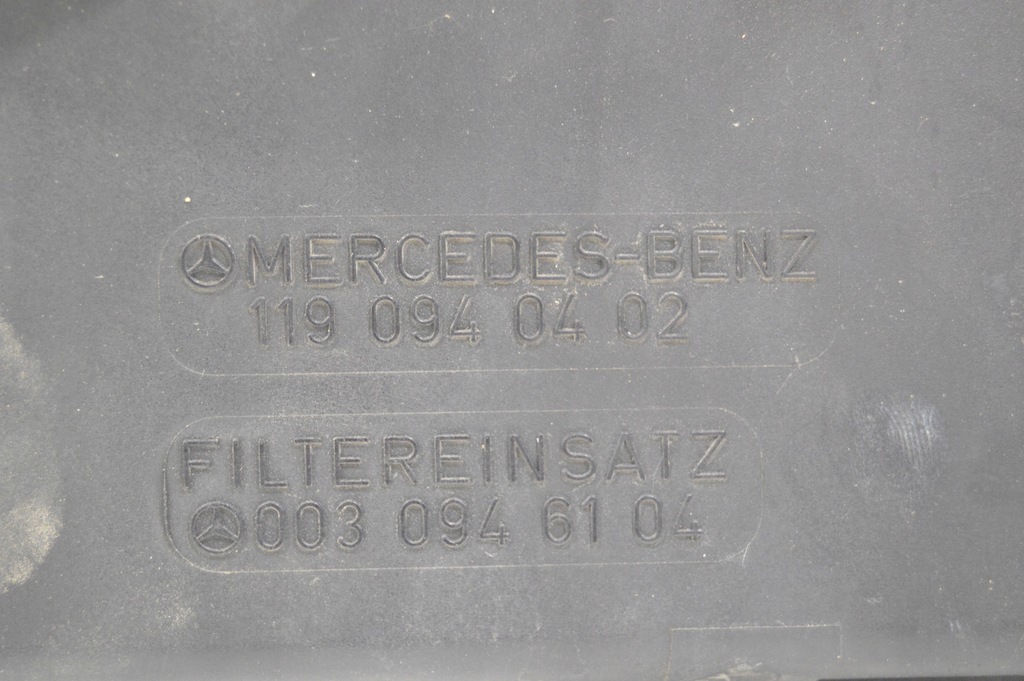 MERCEDES-BENZ
119 094 04 02
FILTEREINSATZ
003 094 61 04